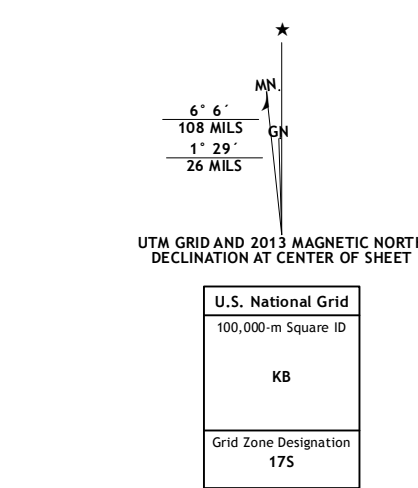 ★
MN.
6° 6´
108 MILS
GN
1° 29´
26 MILS
UTM GRID AND 2013 MAGNETIC NORTH
DECLINATION AT CENTER OF SHEET
U.S. National Grid
100,000-m Square ID
KB
Grid Zone Designation
17S